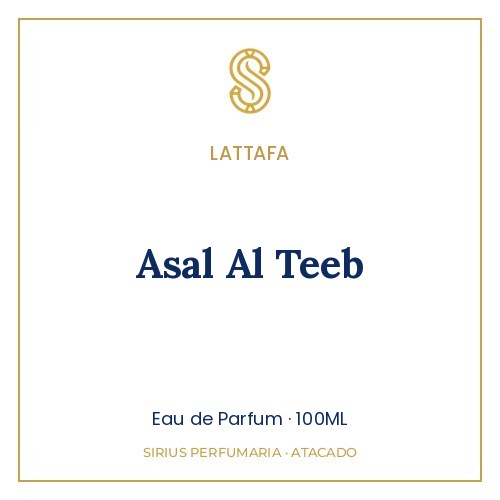 LATTAFA
Asal Al Teeb
Eau de Parfum · 100ML
SIRIUS PERFUMARIA · ATACADO